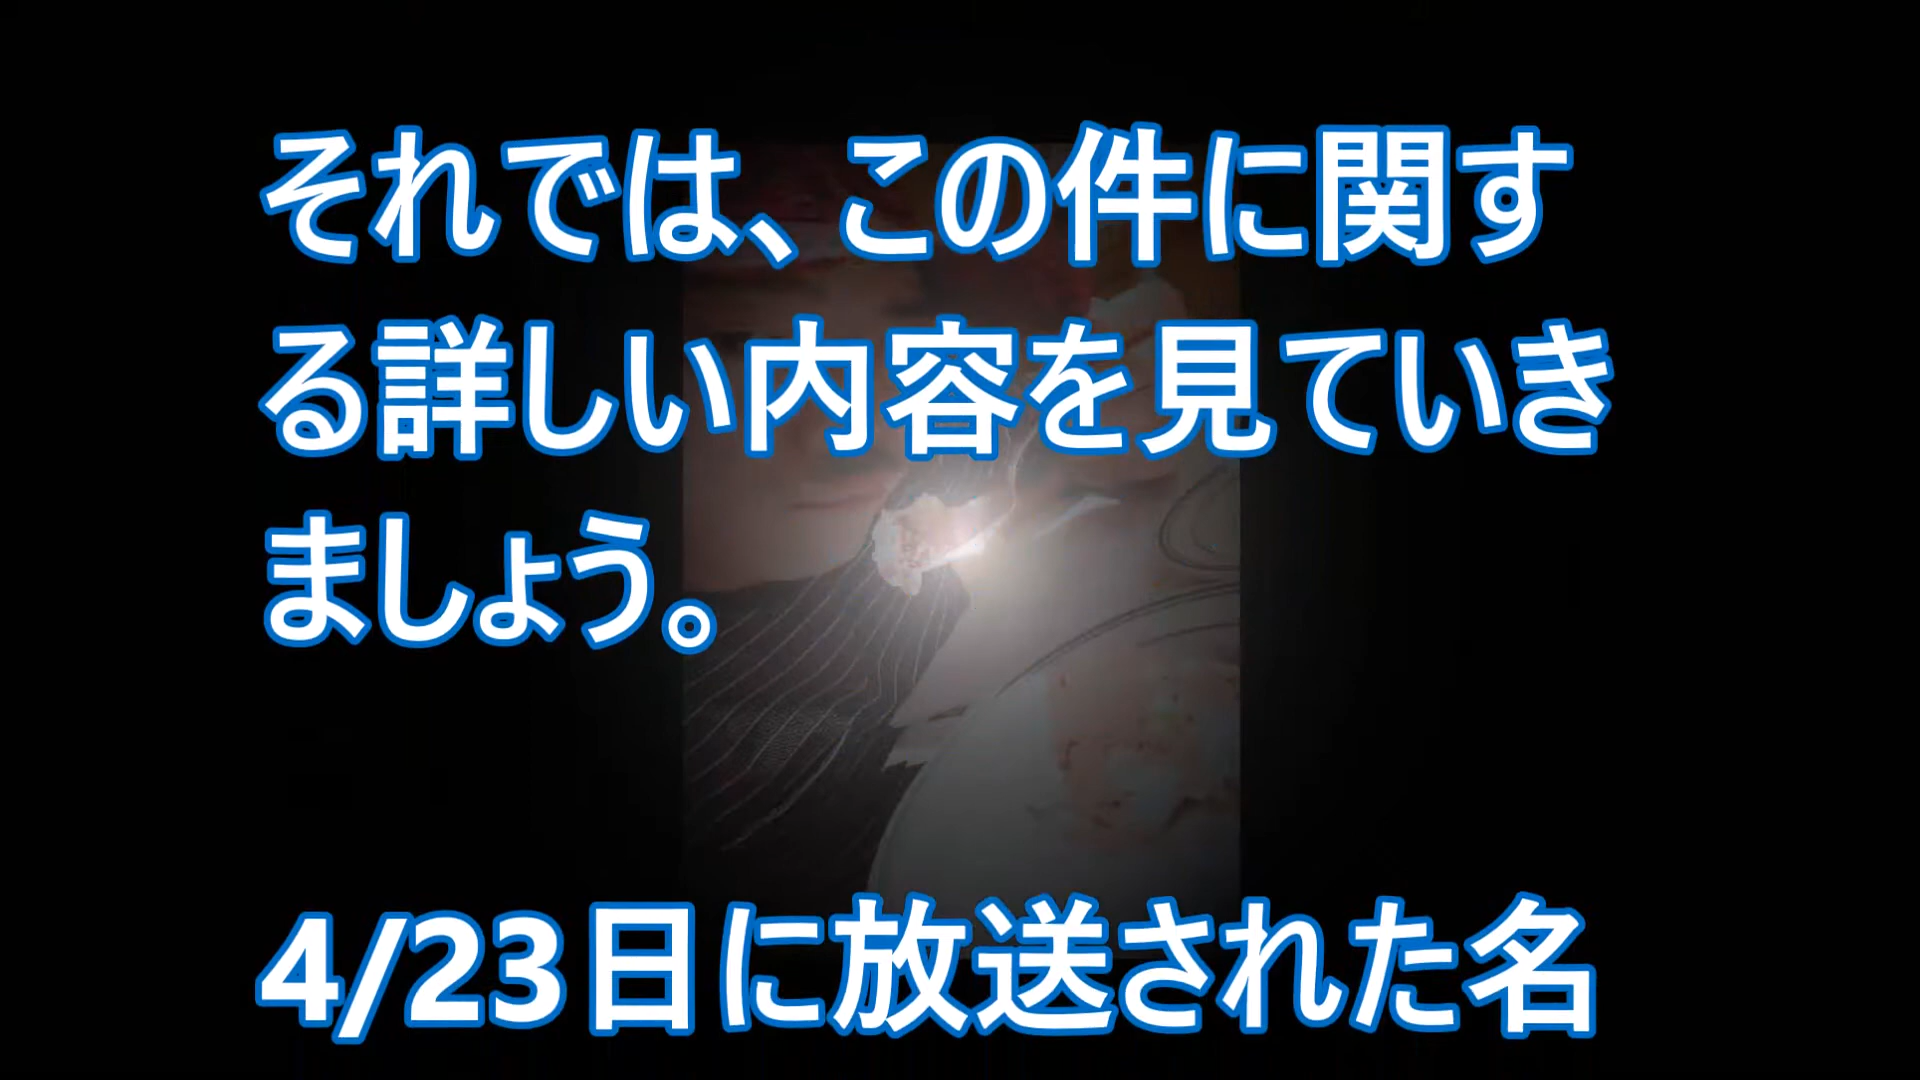 それでは、この件に関す
る詳しい内容を見ていき
ましょう。
4/23日に放送された名